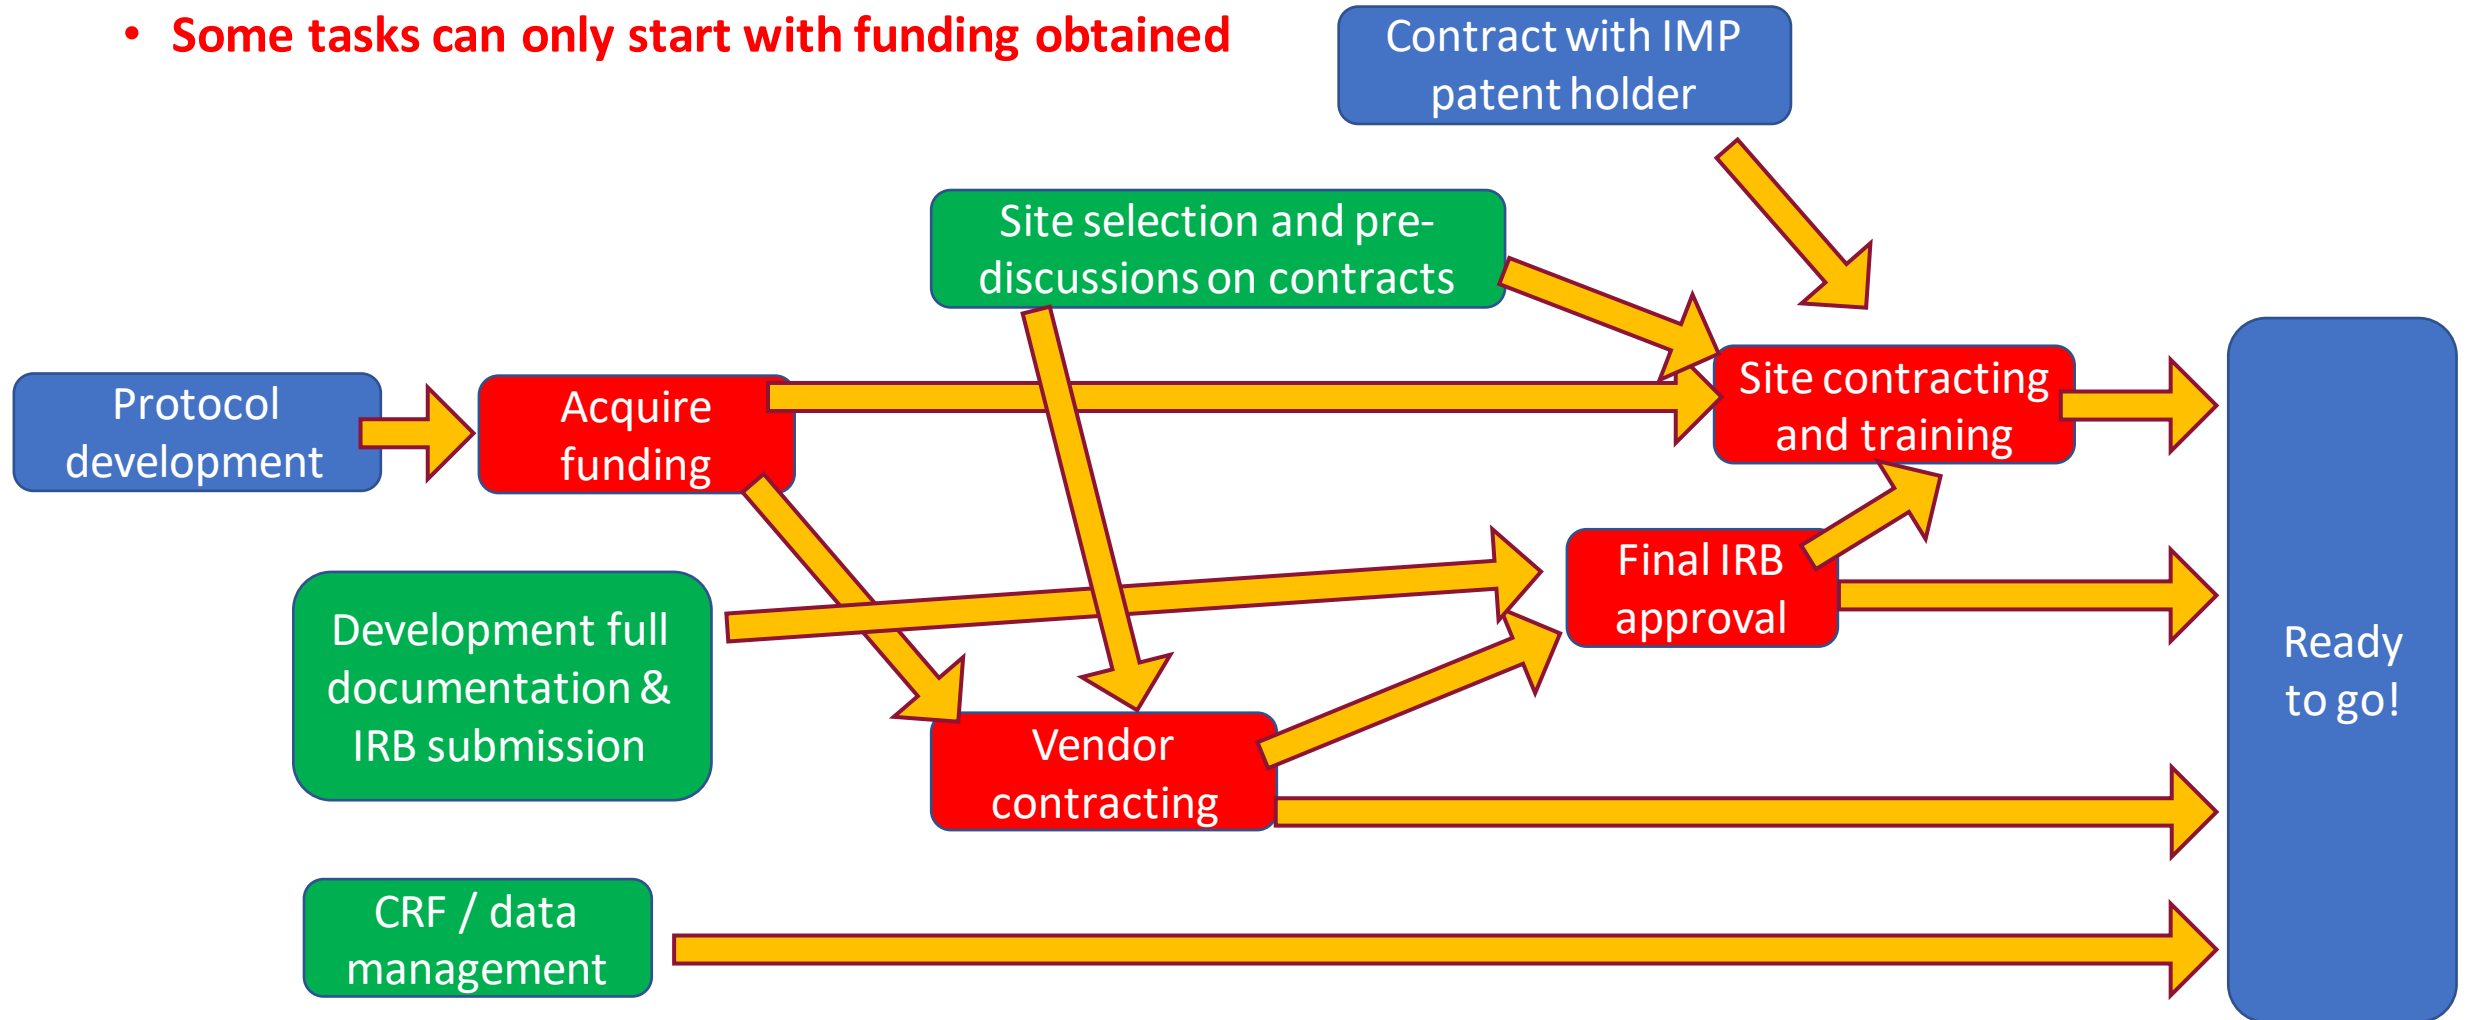 • Some tasks can only start with funding obtained
Contract with IMP
patent holder
Site selection and pre-
discussions on contracts
Protocol
development
Acquire
funding
Site contracting
and training
Development full
documentation &
IRB submission
Final IRB
approval
Vendor
contracting
CRF / data
management
Ready
to go!